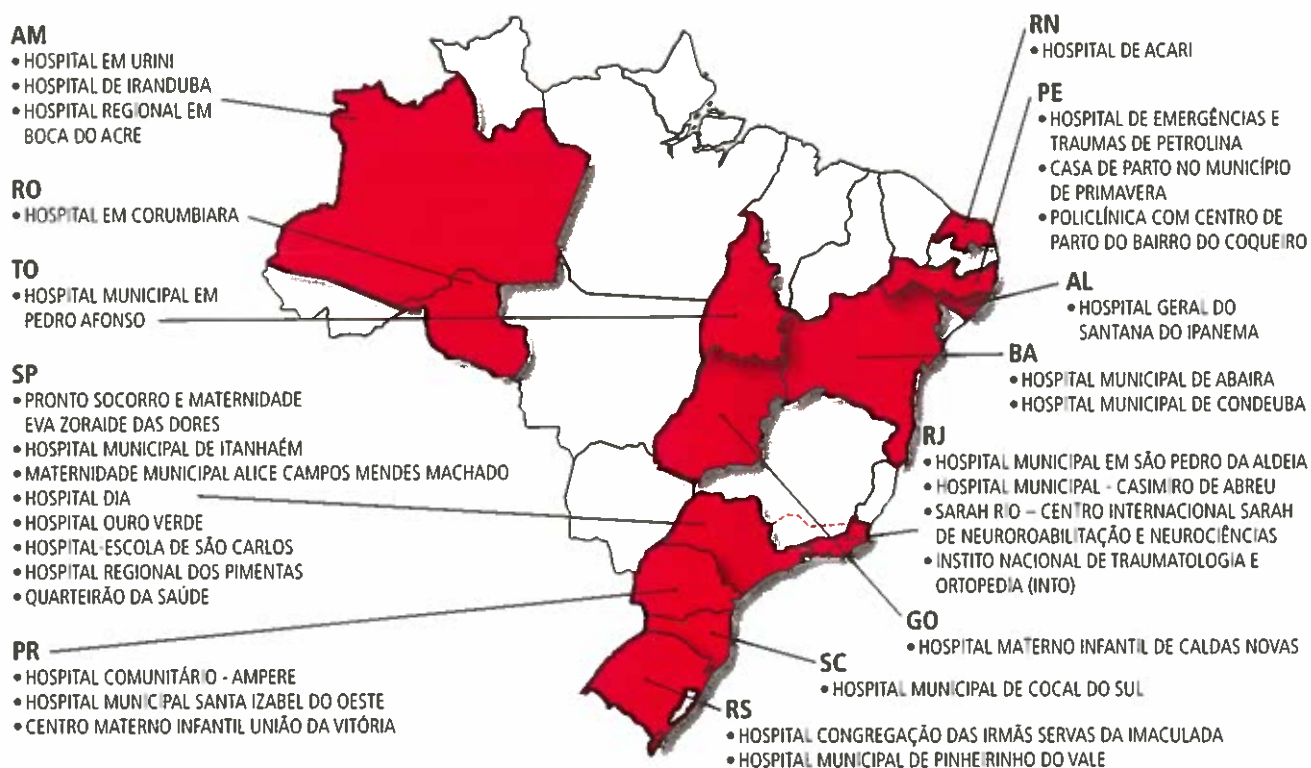 AM
• HOSPITAL EM URINI
• HOSPITAL DE IRANDUBA
• HOSPITAL REGIONAL EM
BOCA DO ACRE
RO
• HOSPITAL EM CORUMBIARA
TO
• HOSPITAL MUNICIPAL EM
PEDRO AFONSO
SP
• PRONTO SOCORRO E MATERNIDADE
EVA ZORAIDE DAS DORES
• HOSPITAL MUNICIPAL DE ITANHAÉM
• MATERNIDADE MUNICIPAL ALICE CAMPOS MENDES MACHADO
• HOSPITAL DIA
• HOSPITAL OURO VERDE
• HOSPITAL-ESCOLA DE SÃO CARLOS
• HOSPITAL REGIONAL DOS PIMENTAS
• QUARTEIRÃO DA SAÚDE
PR
• HOSPITAL COMUNITÁRIO - AMPERE
• HOSPITAL MUNICIPAL SANTA IZABEL DO OESTE
• CENTRO MATERNO INFANTIL UNIÃO DA VITÓRIA
RN
• HOSPITAL DE ACARI
PE
• HOSPITAL DE EMERGÊNCIAS E
TRAUMAS DE PETROLINA
• CASA DE PARTO NO MUNICÍPIO
DE PRIMAVERA
• POLICLÍNICA COM CENTRO DE
PARTO DO BAIRRO DO COQUEIRO
AL
• HOSPITAL GERAL DO
SANTANA DO IPANEMA
BA
• HOSPITAL MUNICIPAL DE ABAIRA
• HOSPITAL MUNICIPAL DE CONDEUBA
RJ
• HOSPITAL MUNICIPAL EM SÃO PEDRO DA ALDEIA
• HOSPITAL MUNICIPAL - CASIMIRO DE ABREU
• SARAH RIO – CENTRO INTERNACIONAL SARAH
DE NEUROROABILITAÇÃO E NEUROCIÊNCIAS
• INSTITO NACIONAL DE TRAUMATOLOGIA E
ORTOPEDIA (INTO)
GO
• HOSPITAL MATERNO INFANTIL DE CALDAS NOVAS
SC
• HOSPITAL MUNICIPAL DE COCAL DO SUL
RS
• HOSPITAL CONGREGAÇÃO DAS IRMÃS SERVAS DA IMACULADA
• HOSPITAL MUNICIPAL DE PINHEIRINHO DO VALE